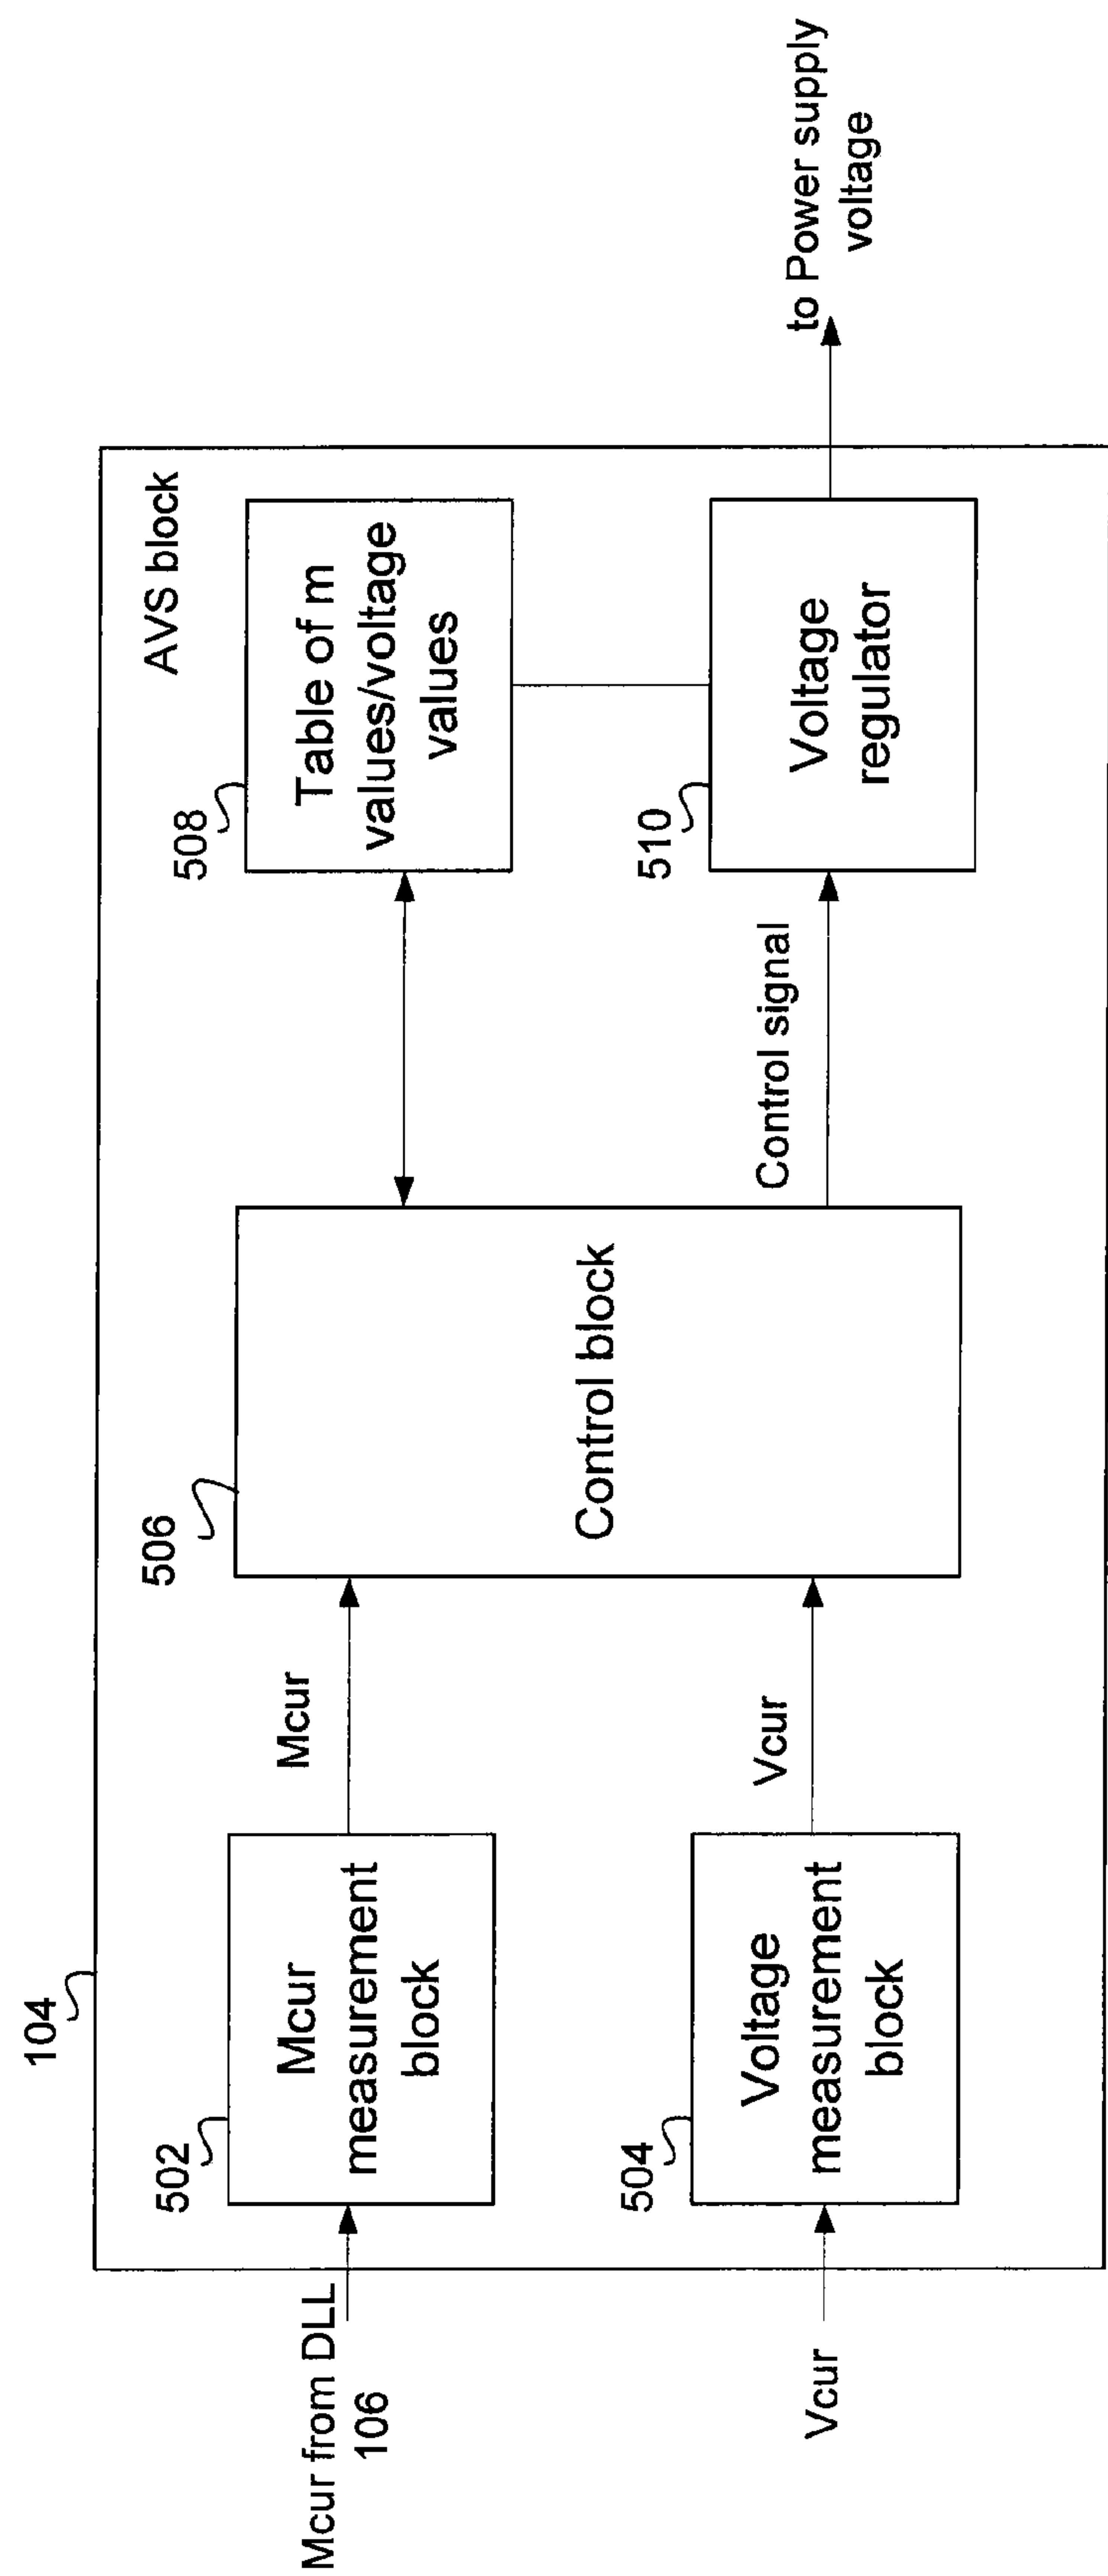 104
AVS block
Mcur from DLL
106
502
Mcur
measurement
block
Mcur
506
Control block
508
Table of m
values/voltage
values
Vcur
504
Voltage
measurement
block
Vcur
Control signal
510
Voltage
regulator
to Power supply
voltage